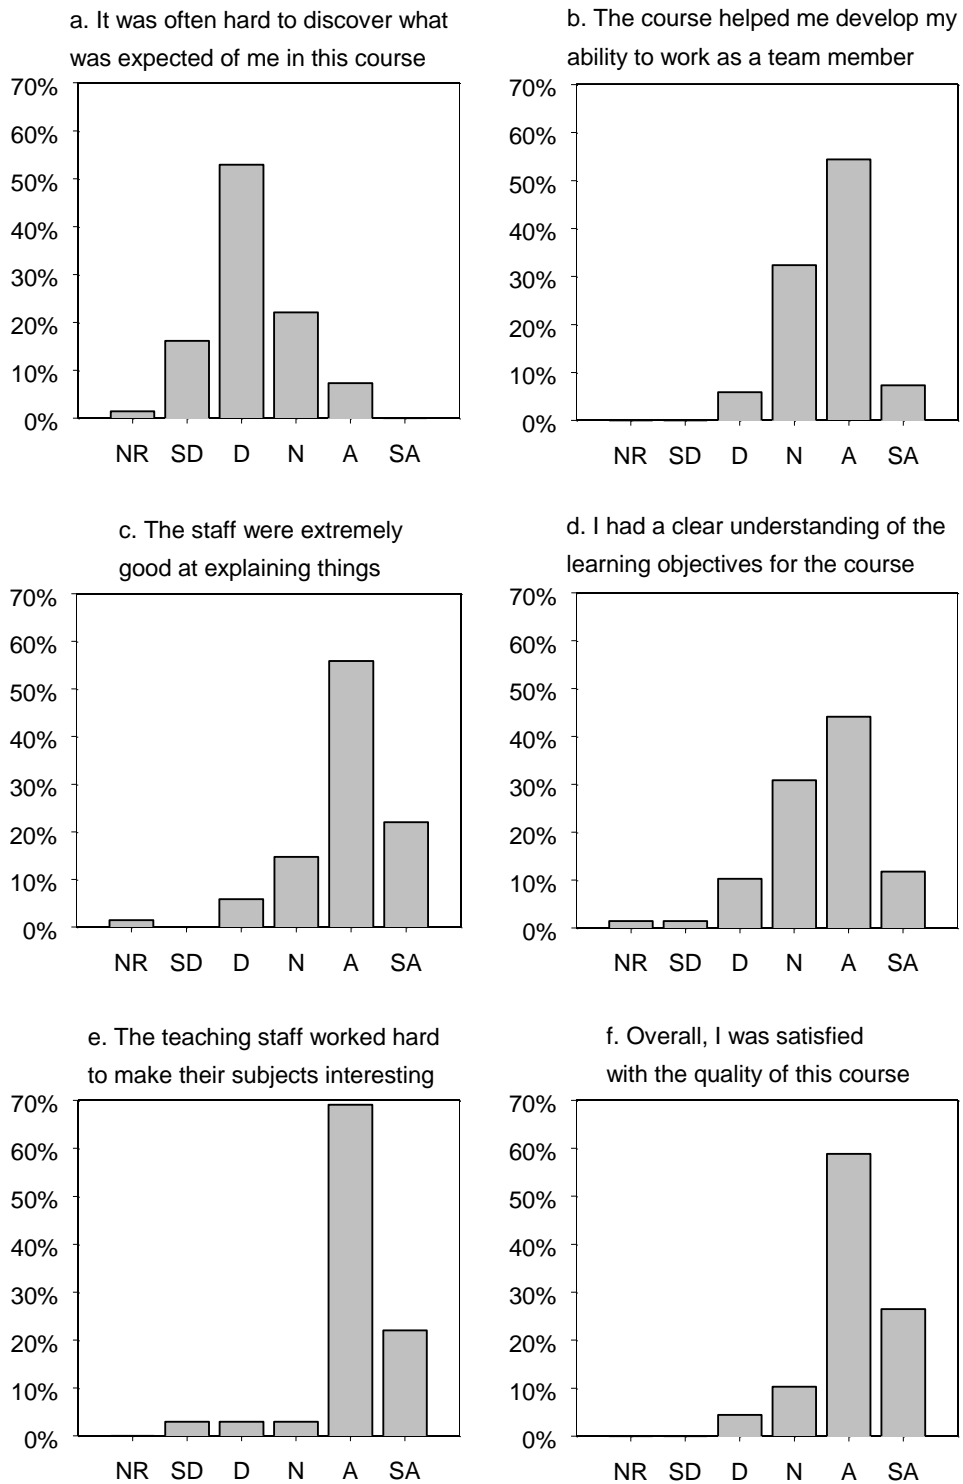 a. It was often hard to discover what
was expected of me in this course
70%
60%
50%
40%
30%
20%
10%
0%
NR SD D N A SA
b. The course helped me develop my
ability to work as a team member
70%
60%
50%
40%
30%
20%
10%
0%
NR SD D N A SA
c. The staff were extremely
good at explaining things
70%
60%
50%
40%
30%
20%
10%
0%
NR SD D N A SA
d. I had a clear understanding of the
learning objectives for the course
70%
60%
50%
40%
30%
20%
10%
0%
NR SD D N A SA
e. The teaching staff worked hard
to make their subjects interesting
70%
60%
50%
40%
30%
20%
10%
0%
NR SD D N A SA
f. Overall, I was satisfied
with the quality of this course
70%
60%
50%
40%
30%
20%
10%
0%
NR SD D N A SA